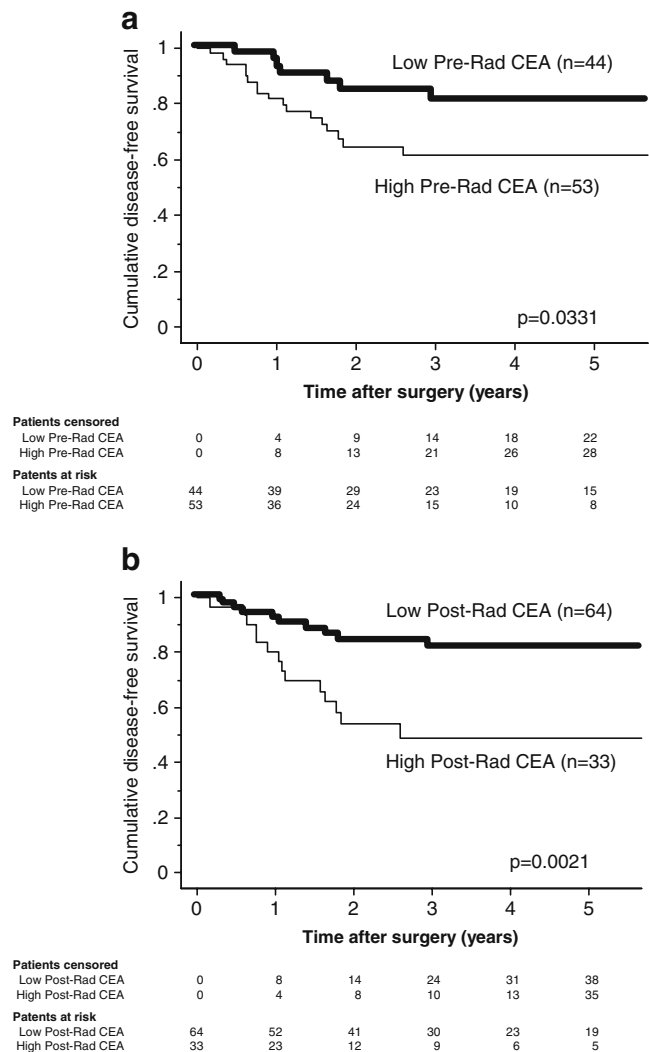 a
Cumulative disease-free survival
1
.8
.6
.4
.2
0
Low Pre-Rad CEA (n=44)
High Pre-Rad CEA (n=53)
p=0.0331
0 1 2 3 4 5
Time after surgery (years)
Patients censored
Low Pre-Rad CEA 0 4 9 14 18 22
High Pre-Rad CEA 0 8 13 21 26 28
Patents at risk
Low Pre-Rad CEA 44 39 29 23 19 15
High Pre-Rad CEA 53 36 24 15 10 8
b
Cumulative disease-free survival
1
.8
.6
.4
.2
0
Low Post-Rad CEA (n=64)
High Post-Rad CEA (n=33)
p=0.0021
0 1 2 3 4 5
Time after surgery (years)
Patients censored
Low Post-Rad CEA 0 8 14 24 31 38
High Post-Rad CEA 0 4 8 10 13 35
Patients at risk
Low Post-Rad CEA 64 52 41 30 23 19
High Post-Rad CEA 33 23 12 9 6 5